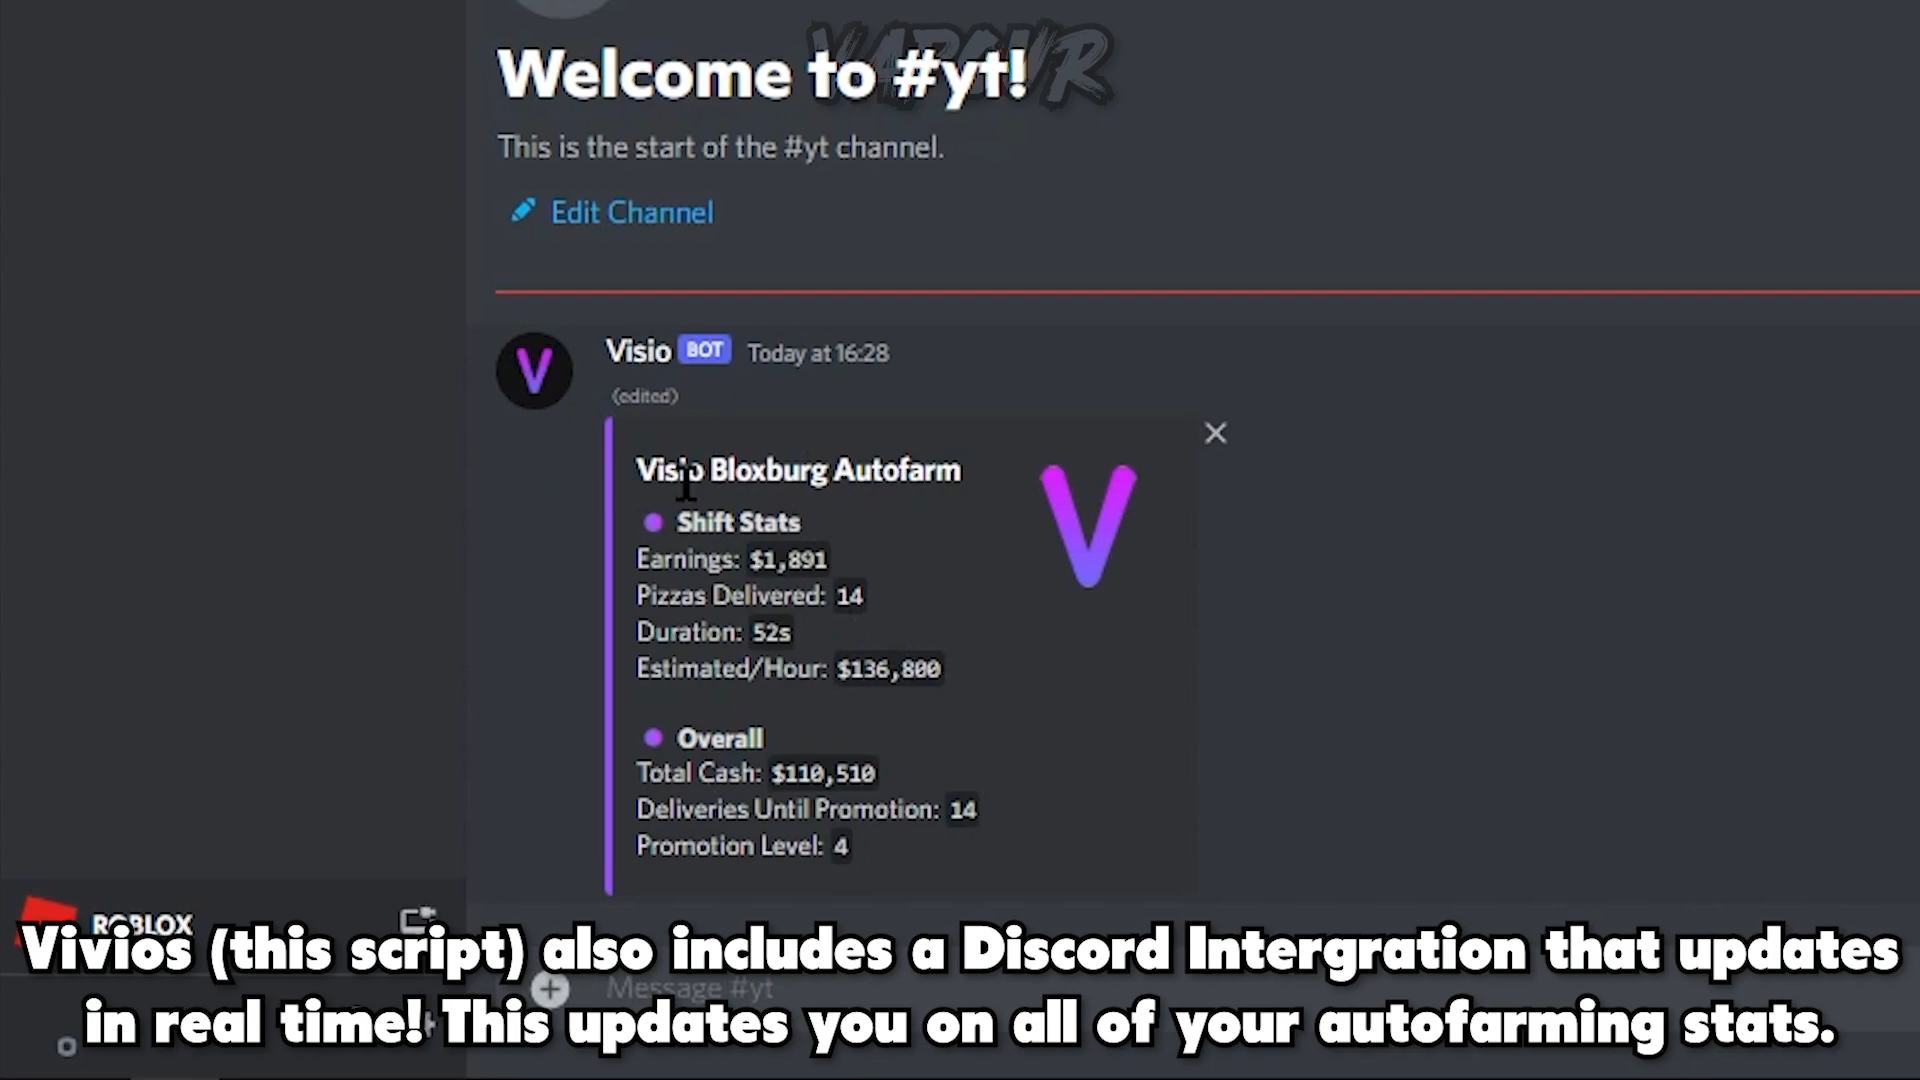 VAPOUR
Welcome to #yt!
This is the start of the #yt channel.
Edit Channel
Visio BOT Today at 16:28
(edited)
Visio Bloxburg Autofarm
V
Shift Stats
Earnings: $1,891
Pizzas Delivered: 14
Duration: 52s
Estimated/Hour: $136,800
Overall
Total Cash: $110,510
Deliveries Until Promotion: 14
Promotion Level: 4
ROBLOX
Vivios (this script) also includes a Discord Intergration that updates
Message #yt
in real time! This updates you on all of your autofarming stats.